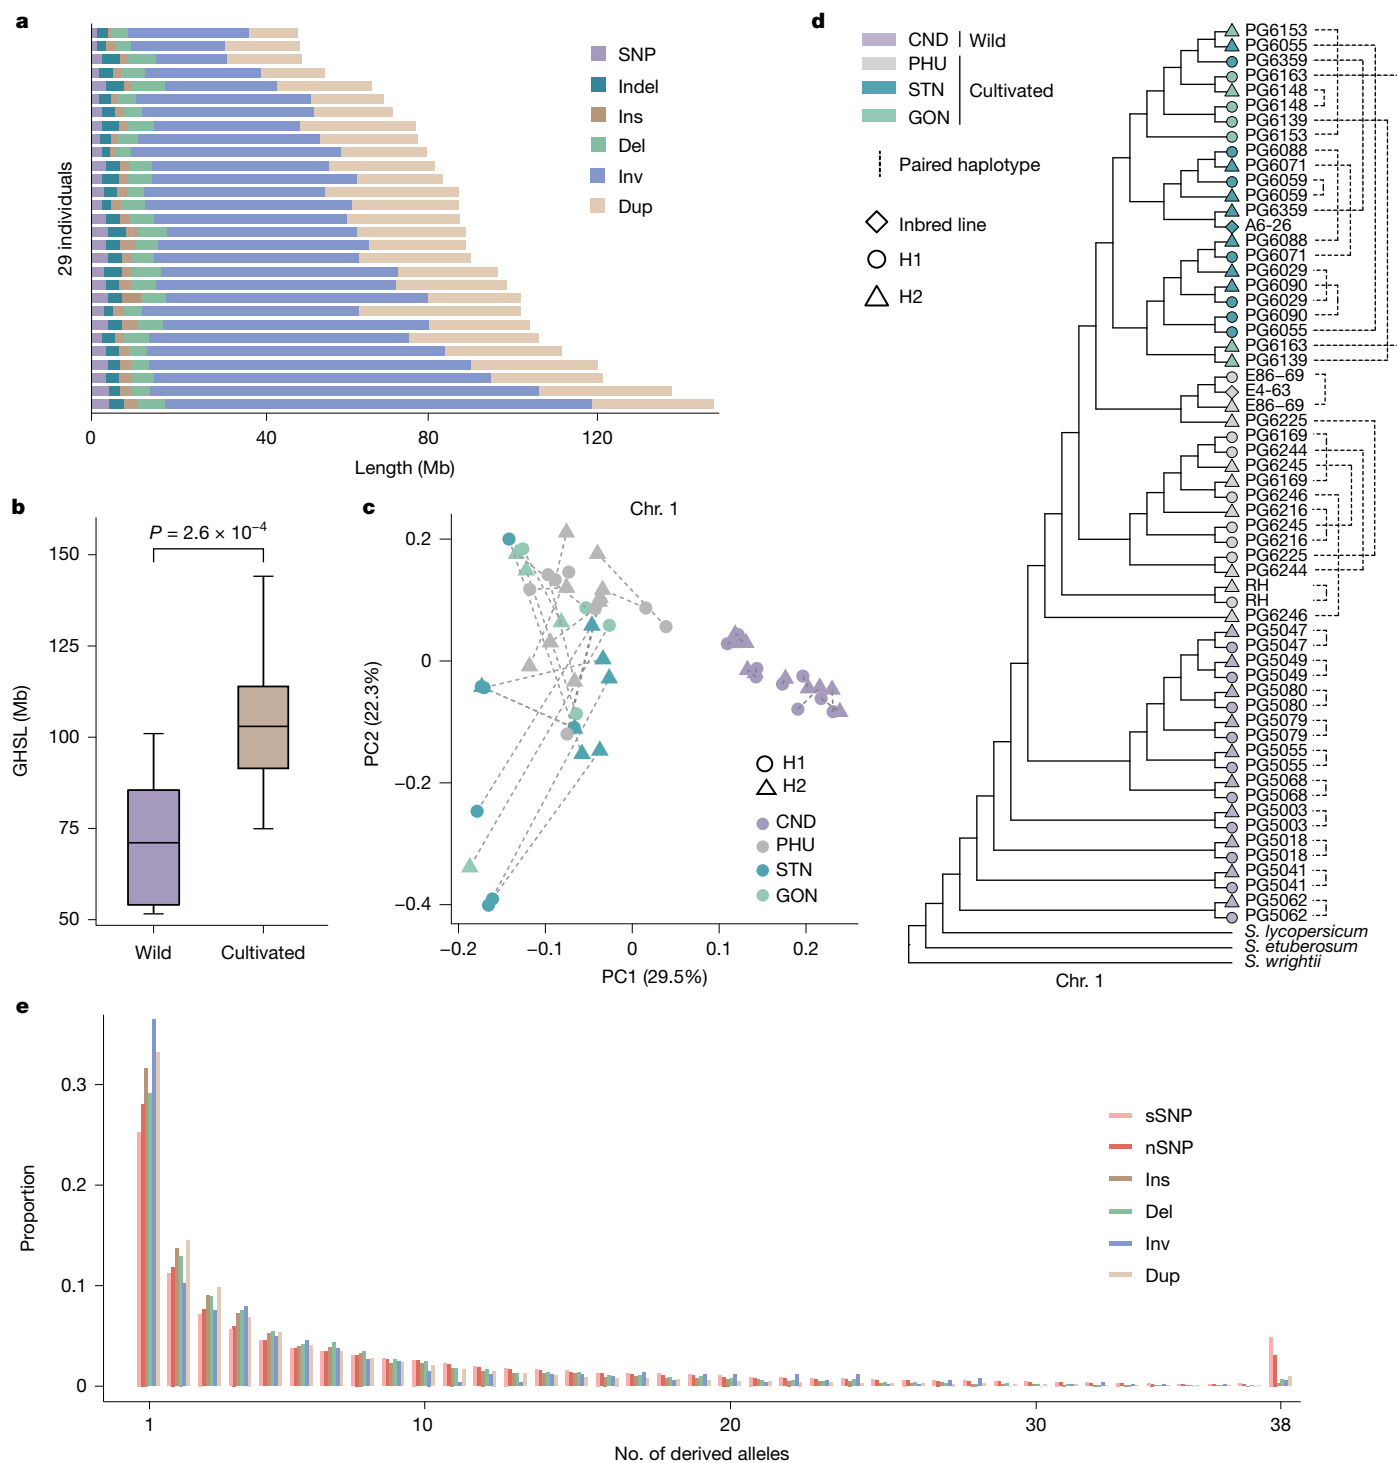 a
29 individuals
SNP
Indel
Ins
Del
Inv
Dup
0
40
80
120
Length (Mb)
b
P = 2.6 × 10−4
GHSL (Mb)
150
125
100
75
50
Wild
Cultivated
c
Chr. 1
PC2 (22.3%)
0.2
0
−0.2
−0.4
H1
H2
CND
PHU
STN
GON
−0.2
−0.1
0
0.1
0.2
PC1 (29.5%)
d
CND
Wild
PHU
STN
Cultivated
GON
Paired haplotype
Inbred line
H1
H2
PG6153
PG6055
PG6359
PG6163
PG6148
PG6148
PG6139
PG6153
PG6088
PG6071
PG6059
PG6059
PG6359
A6-26
PG6088
PG6071
PG6029
PG6090
PG6029
PG6090
PG6055
PG6163
PG6139
E86–69
E4-63
E86–69
PG6225
PG6169
PG6244
PG6245
PG6169
PG6246
PG6216
PG6245
PG6216
PG6225
PG6244
RH
RH
PG6246
PG5047
PG5047
PG5049
PG5049
PG5080
PG5080
PG5079
PG5079
PG5055
PG5055
PG5068
PG5068
PG5003
PG5003
PG5018
PG5018
PG5041
PG5041
PG5062
PG5062
S. lycopersicum
S. etuberosum
S. wrightii
Chr. 1
e
Proportion
0.3
0.2
0.1
0
sSNP
nSNP
Ins
Del
Inv
Dup
1
10
20
30
38
No. of derived alleles